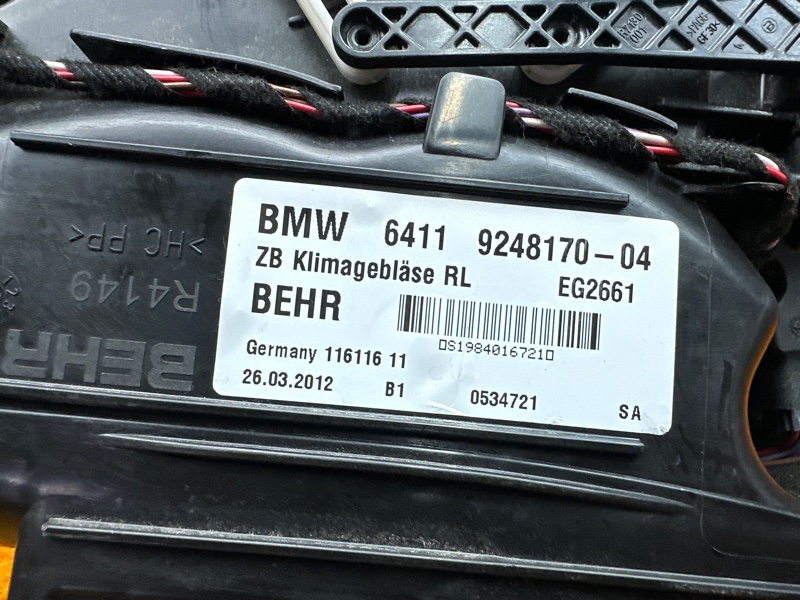 BMW 6411 9248170-04
ZB Klimagebläse RL EG2661
BEHR
□S1984016721□
Germany 116116 11
26.03.2012 B1 0534721 SA
>HC PP<
R4149
BEHR